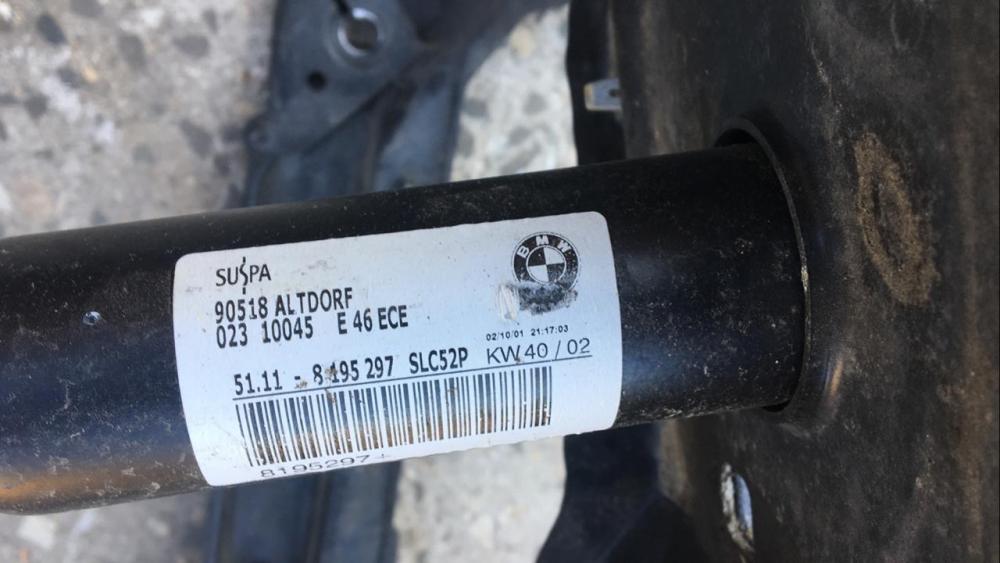 SUSPA
BMW
90518 ALTDORF
023 10045 E 46 ECE
02/10/01 21:17:03
51.11 - 8 195 297 SLC52P KW 40 / 02
8195297+